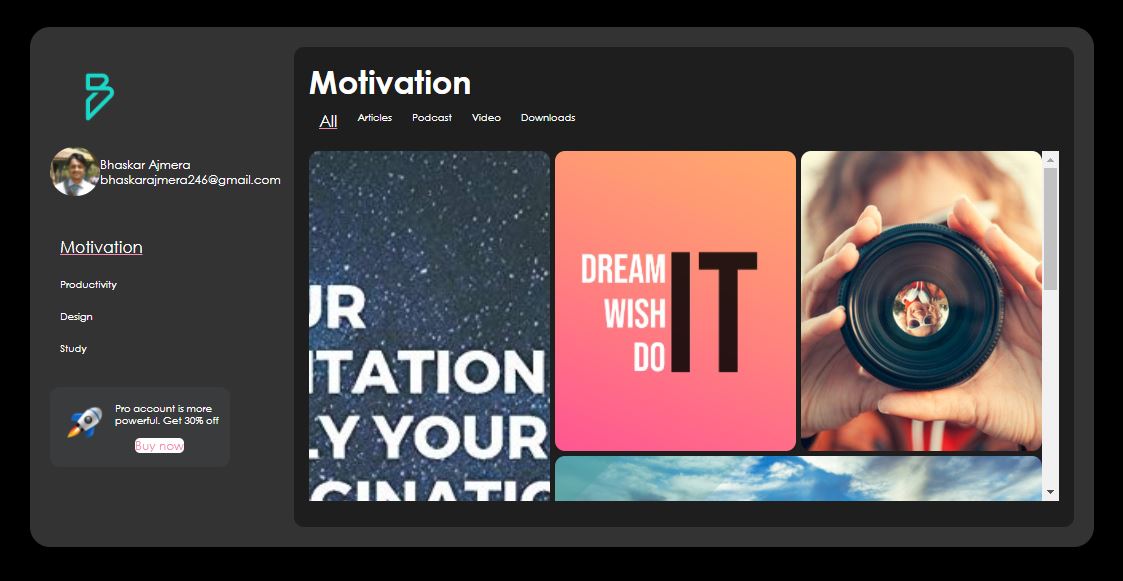 Bhaskar Ajmera
bhaskarajmera246@gmail.com
Motivation
Productivity
Design
Study
Pro account is more
powerful. Get 30% off
Buy now
Motivation
All
Articles
Podcast
Video
Downloads
UR
ITATION
LY YOUR
GINATIO
DREAM
WISH
DO
IT